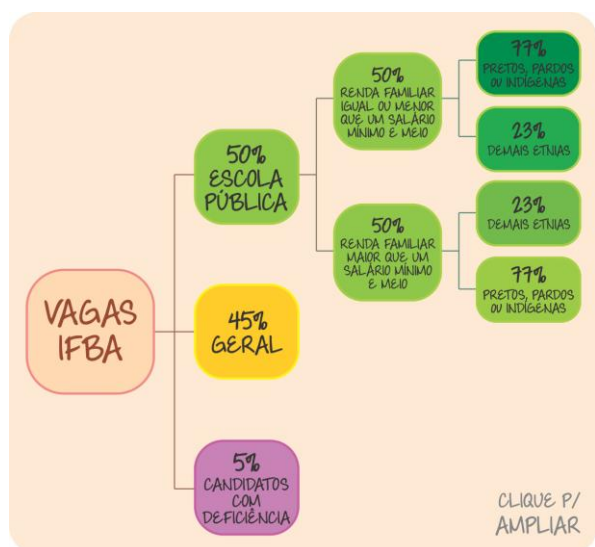 VAGAS
IFBA
50%
ESCOLA
PÚBLICA
50%
RENDA FAMILIAR
IGUAL OU MENOR
QUE UM SALÁRIO
MÍNIMO E MEIO
77%
PRETOS, PARDOS
OU INDÍGENAS
23%
DEMAIS ETNIAS
50%
RENDA FAMILIAR
MAIOR QUE UM
SALÁRIO MÍNIMO
E MEIO
23%
DEMAIS ETNIAS
77%
PRETOS, PARDOS
OU INDÍGENAS
45%
GERAL
5%
CANDIDATOS
COM
DEFICIÊNCIA
CLIQUE P/
AMPLIAR